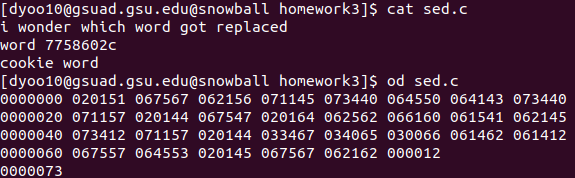 [dyoo10@gsuad.gsu.edu@snowball homework3]$ cat sed.c
i wonder which word got replaced
word 7758602c
cookie word
[dyoo10@gsuad.gsu.edu@snowball homework3]$ od sed.c
0000000 020151 067567 062156 071145 073440 064550 064143 073440
0000020 071157 020144 067547 020164 062562 066160 061541 062145
0000040 073412 071157 020144 033467 034065 030066 061462 061412
0000060 067557 064553 020145 067567 062162 000012
0000073